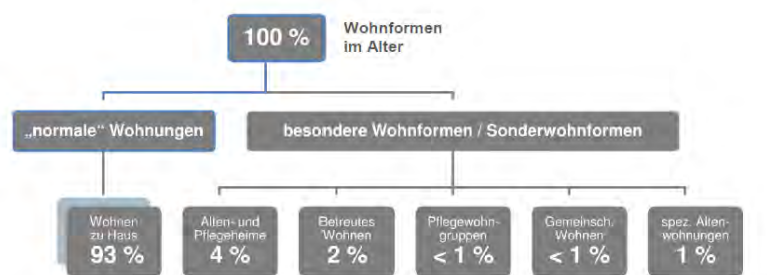 100 %
Wohnformen
im Alter
„normale“ Wohnungen
besondere Wohnformen / Sonderwohnformen
Wohnen
zu Haus
93 %
Alten- und
Pflegeheime
4 %
Betreutes
Wohnen
2 %
Pflegewohn-
gruppen
< 1 %
Gemeinsch.
Wohnen
< 1 %
spez. Alten-
wohnungen
1 %